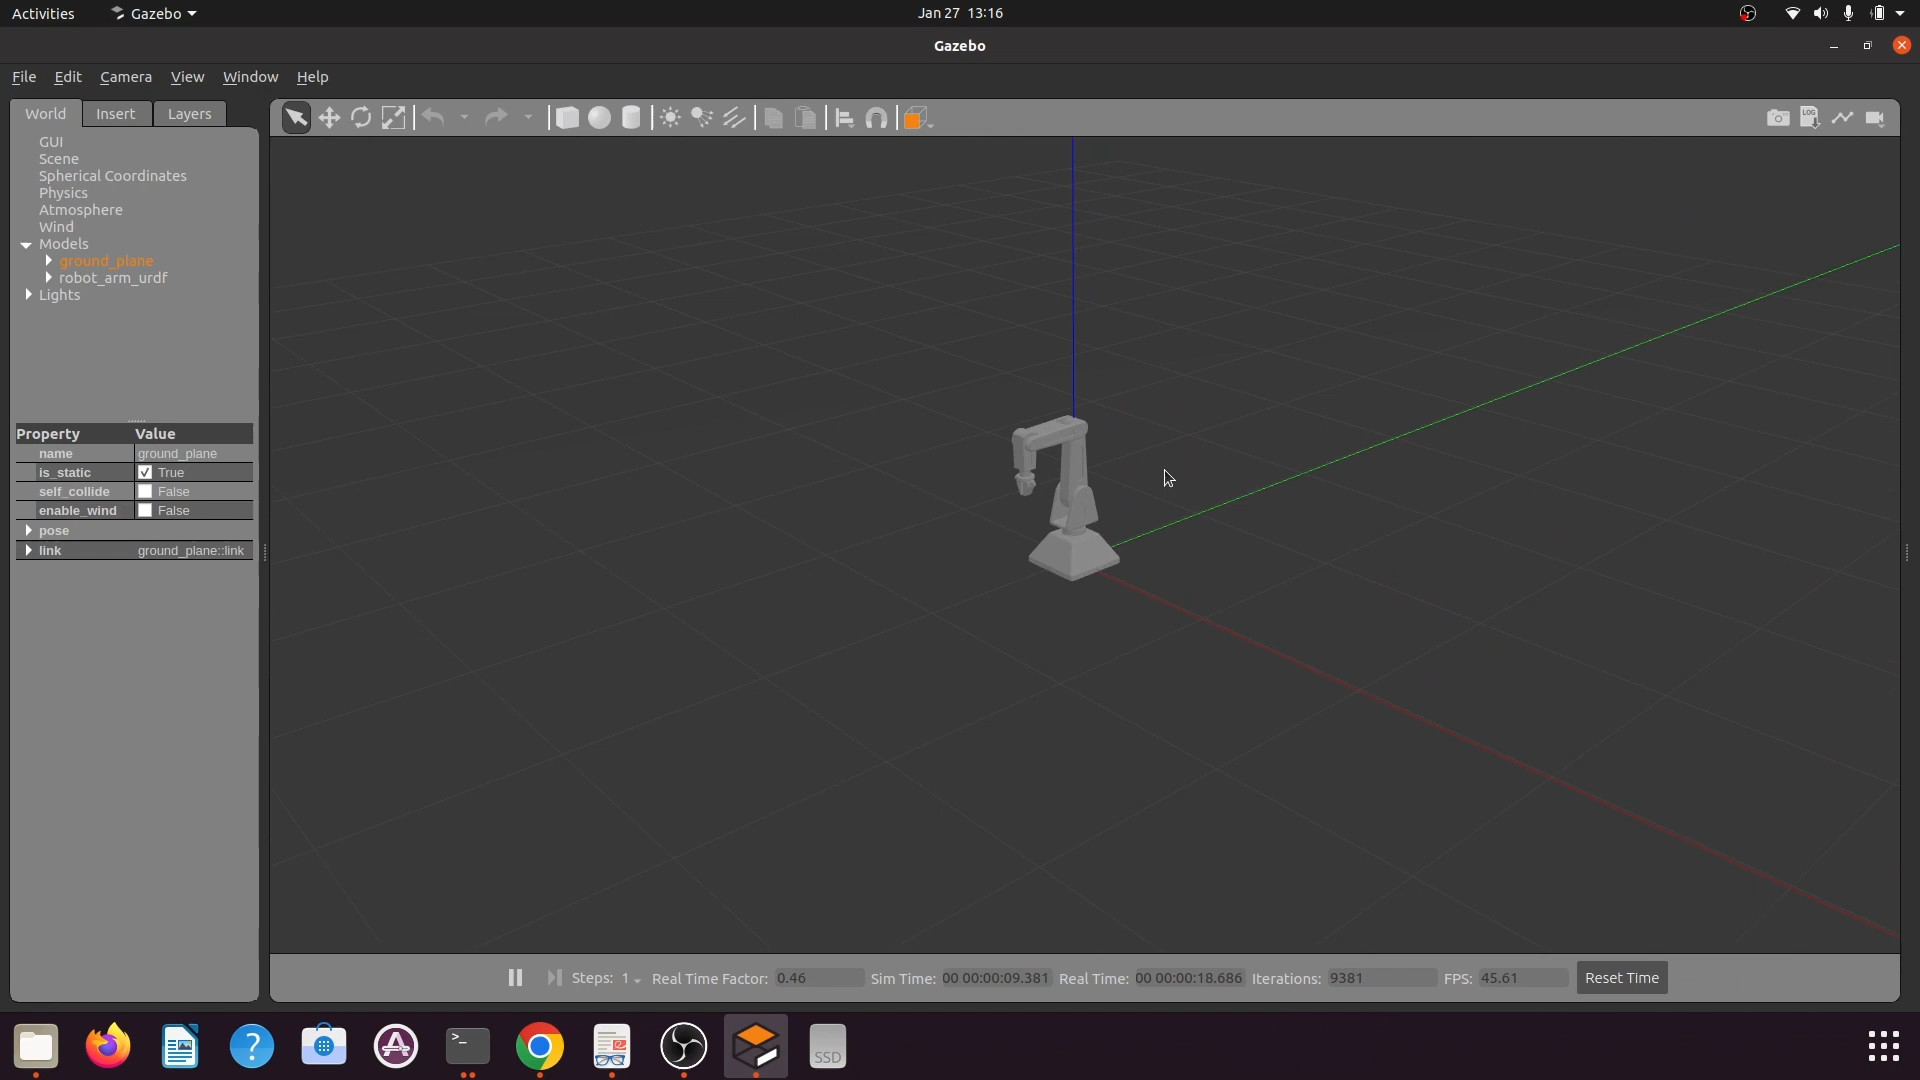 Activities
Gazebo
Jan 27 13:16
Gazebo
File Edit Camera View Window Help
World Insert Layers
LOG
GUI
Scene
Spherical Coordinates
Physics
Atmosphere
Wind
Models
ground_plane
robot_arm_urdf
Lights
Property Value
name ground_plane
is_static True
self_collide False
enable_wind False
pose
link ground_plane::link
Steps: 1 Real Time Factor: 0.46 Sim Time: 00 00:00:09.381 Real Time: 00 00:00:18.686 Iterations: 9381 FPS: 45.61 Reset Time
>_
?
SSD